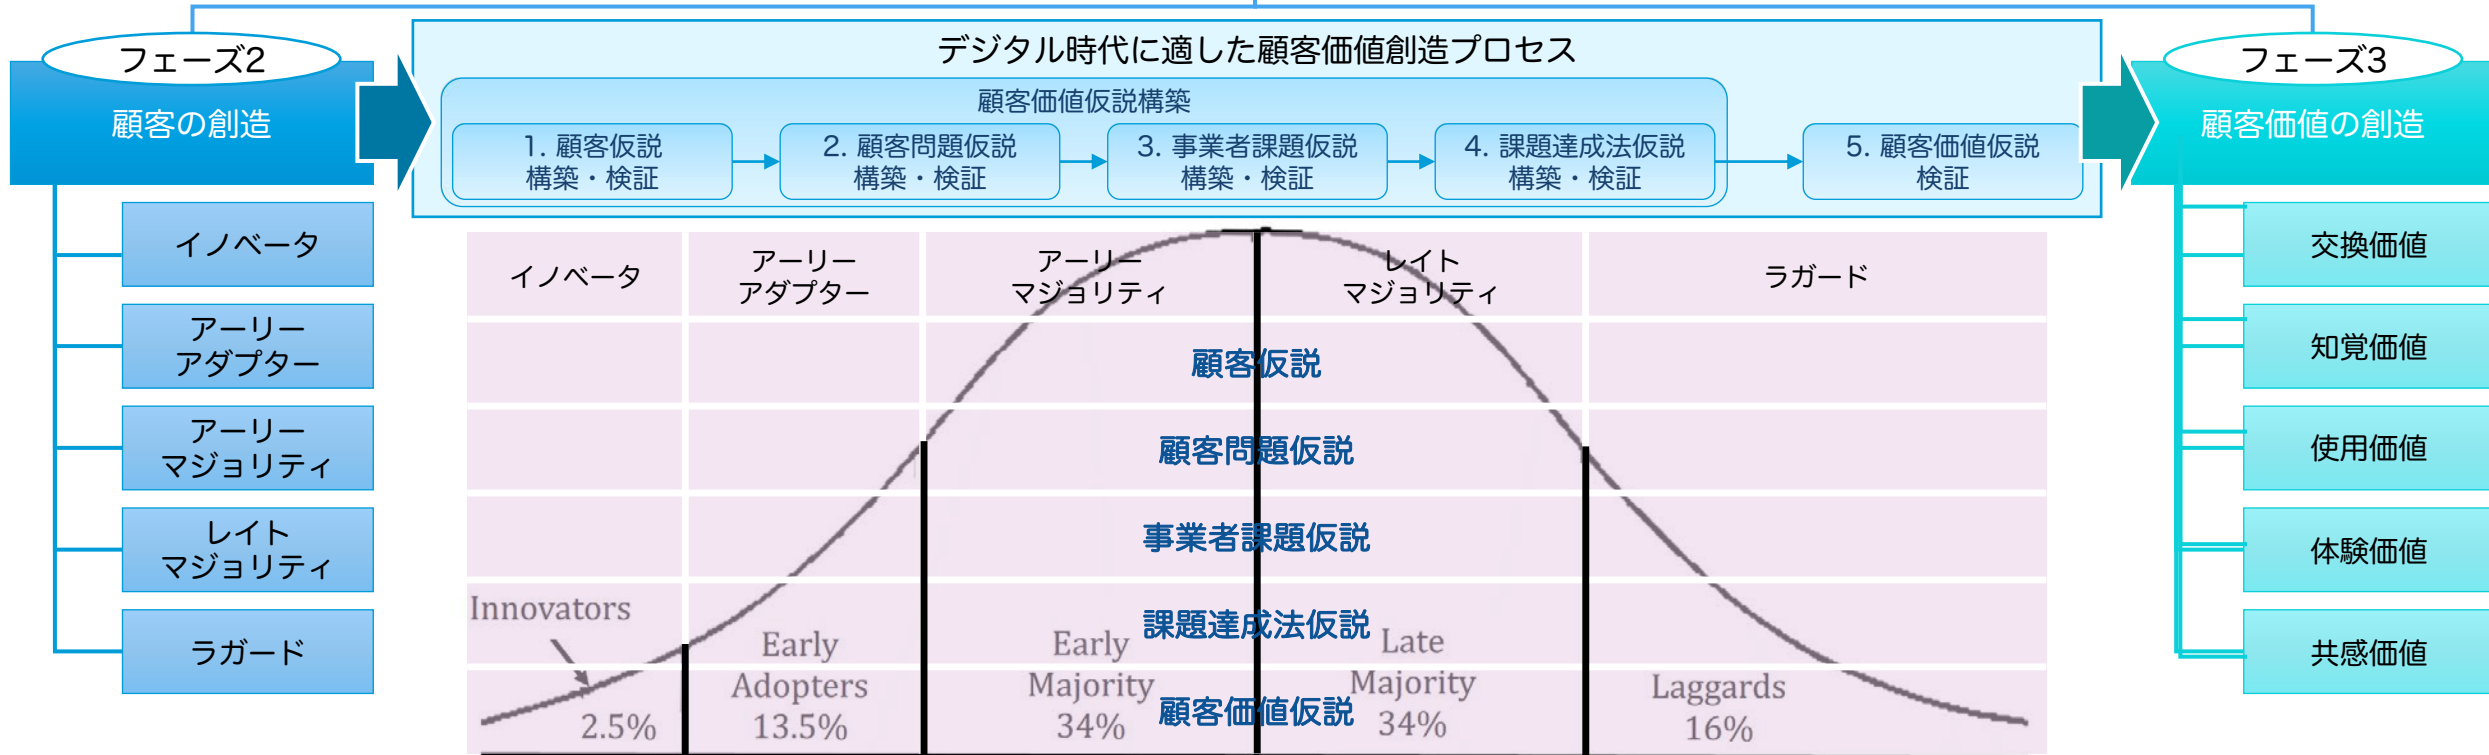 デジタル時代に適した顧客価値創造プロセス
フェーズ2
顧客の創造
イノベータ
アーリー
アダプター
アーリー
マジョリティ
レイト
マジョリティ
ラガード
顧客価値仮説構築
1. 顧客仮説
構築・検証
2. 顧客問題仮説
構築・検証
3. 事業者課題仮説
構築・検証
4. 課題達成法仮説
構築・検証
5. 顧客価値仮説
検証
イノベータ
アーリー
アダプター
アーリー
マジョリティ
レイト
マジョリティ
ラガード
顧客仮説
顧客問題仮説
事業者課題仮説
課題達成法仮説
顧客価値仮説
Innovators
2.5%
Early
Adopters
13.5%
Early
Majority
34%
Late
Majority
34%
Laggards
16%
フェーズ3
顧客価値の創造
交換価値
知覚価値
使用価値
体験価値
共感価値